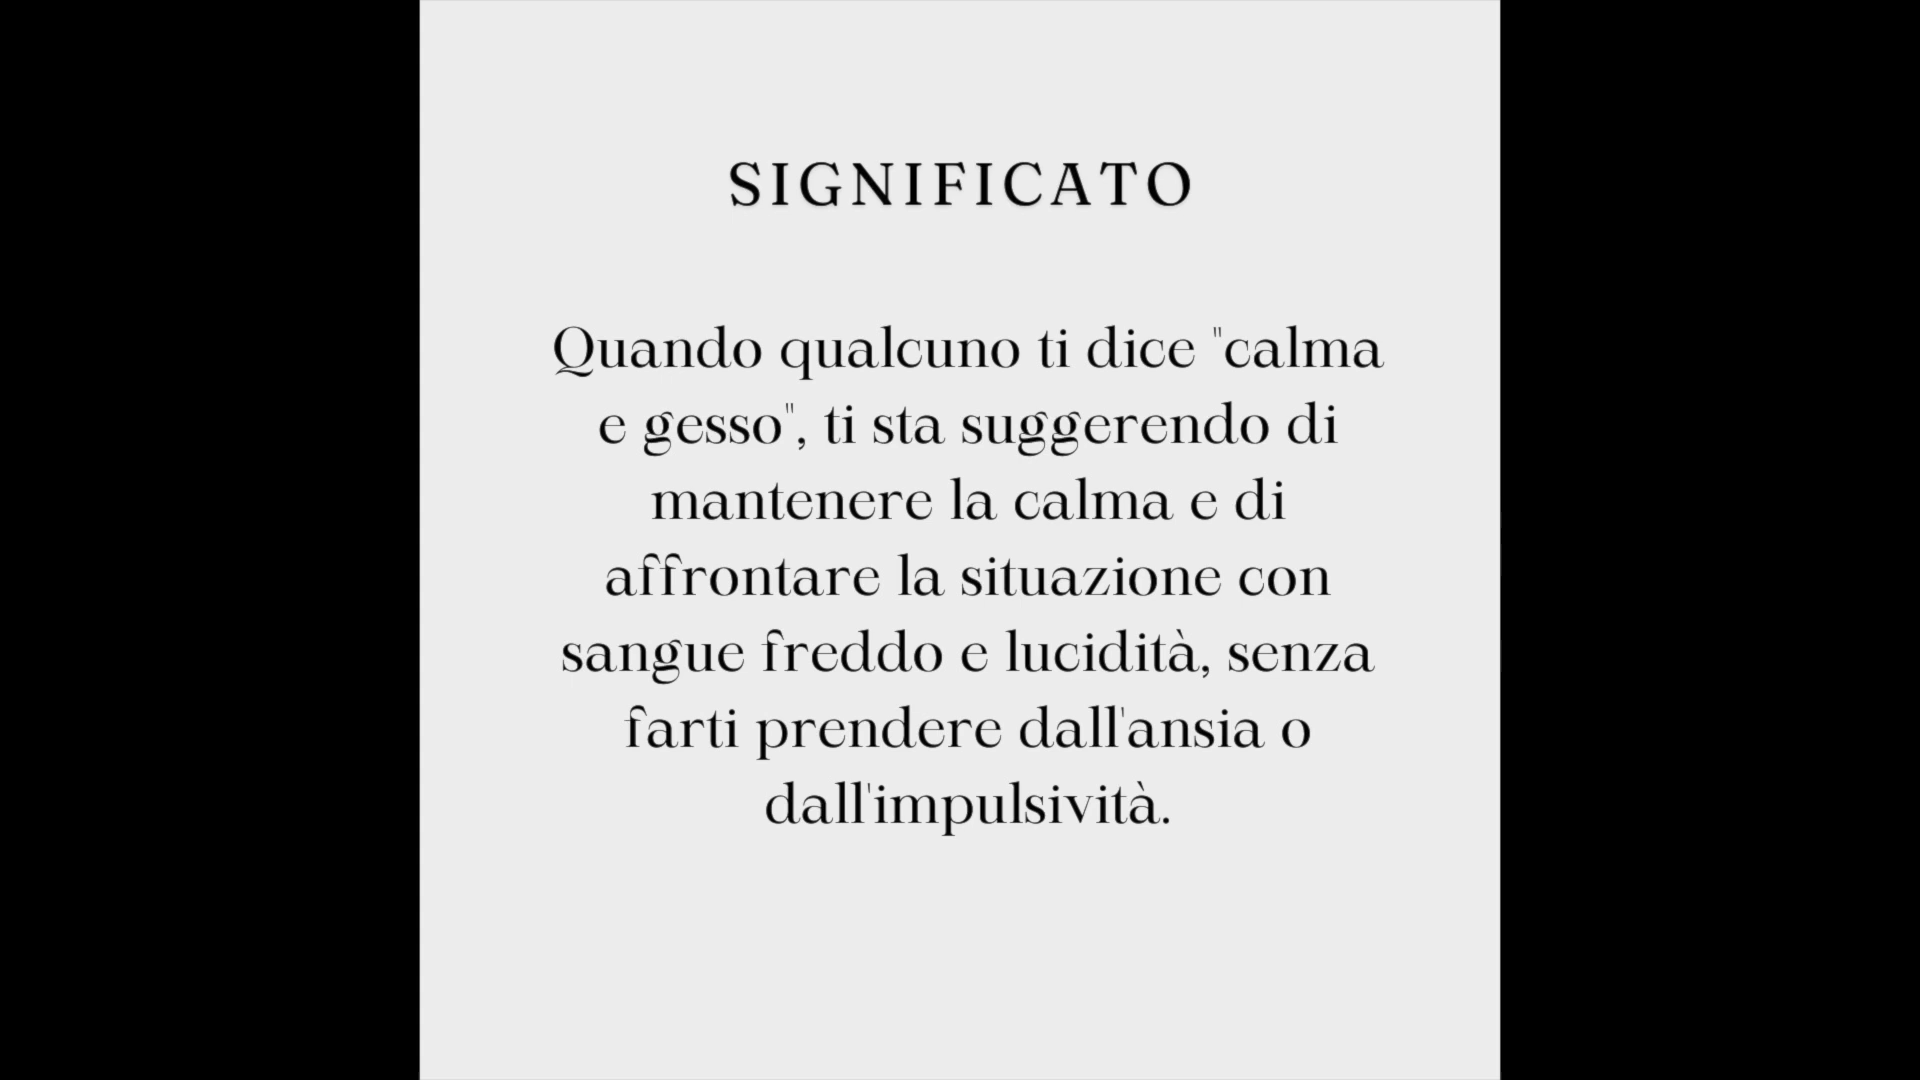 SIGNIFICATO
Quando qualcuno ti dice "calma
e gesso", ti sta suggerendo di
mantenere la calma e di
affrontare la situazione con
sangue freddo e lucidità, senza
farti prendere dall'ansia o
dall'impulsività.